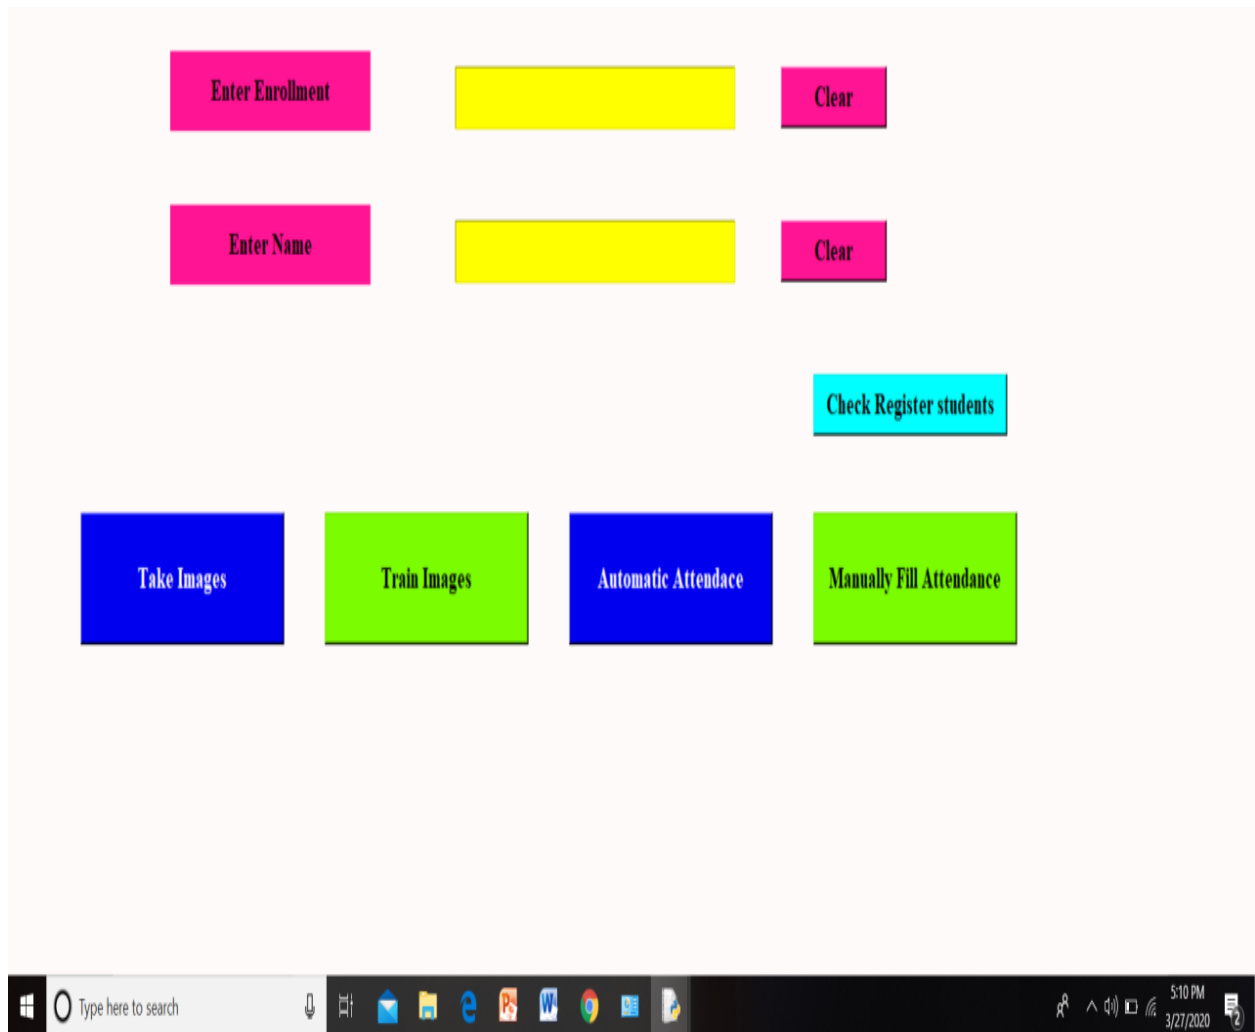 Enter Enrollment
Clear
Enter Name
Clear
Check Register students
Take Images
Train Images
Automatic Attendace
Manually Fill Attendance
Type here to search
5:10 PM
3/27/2020
2